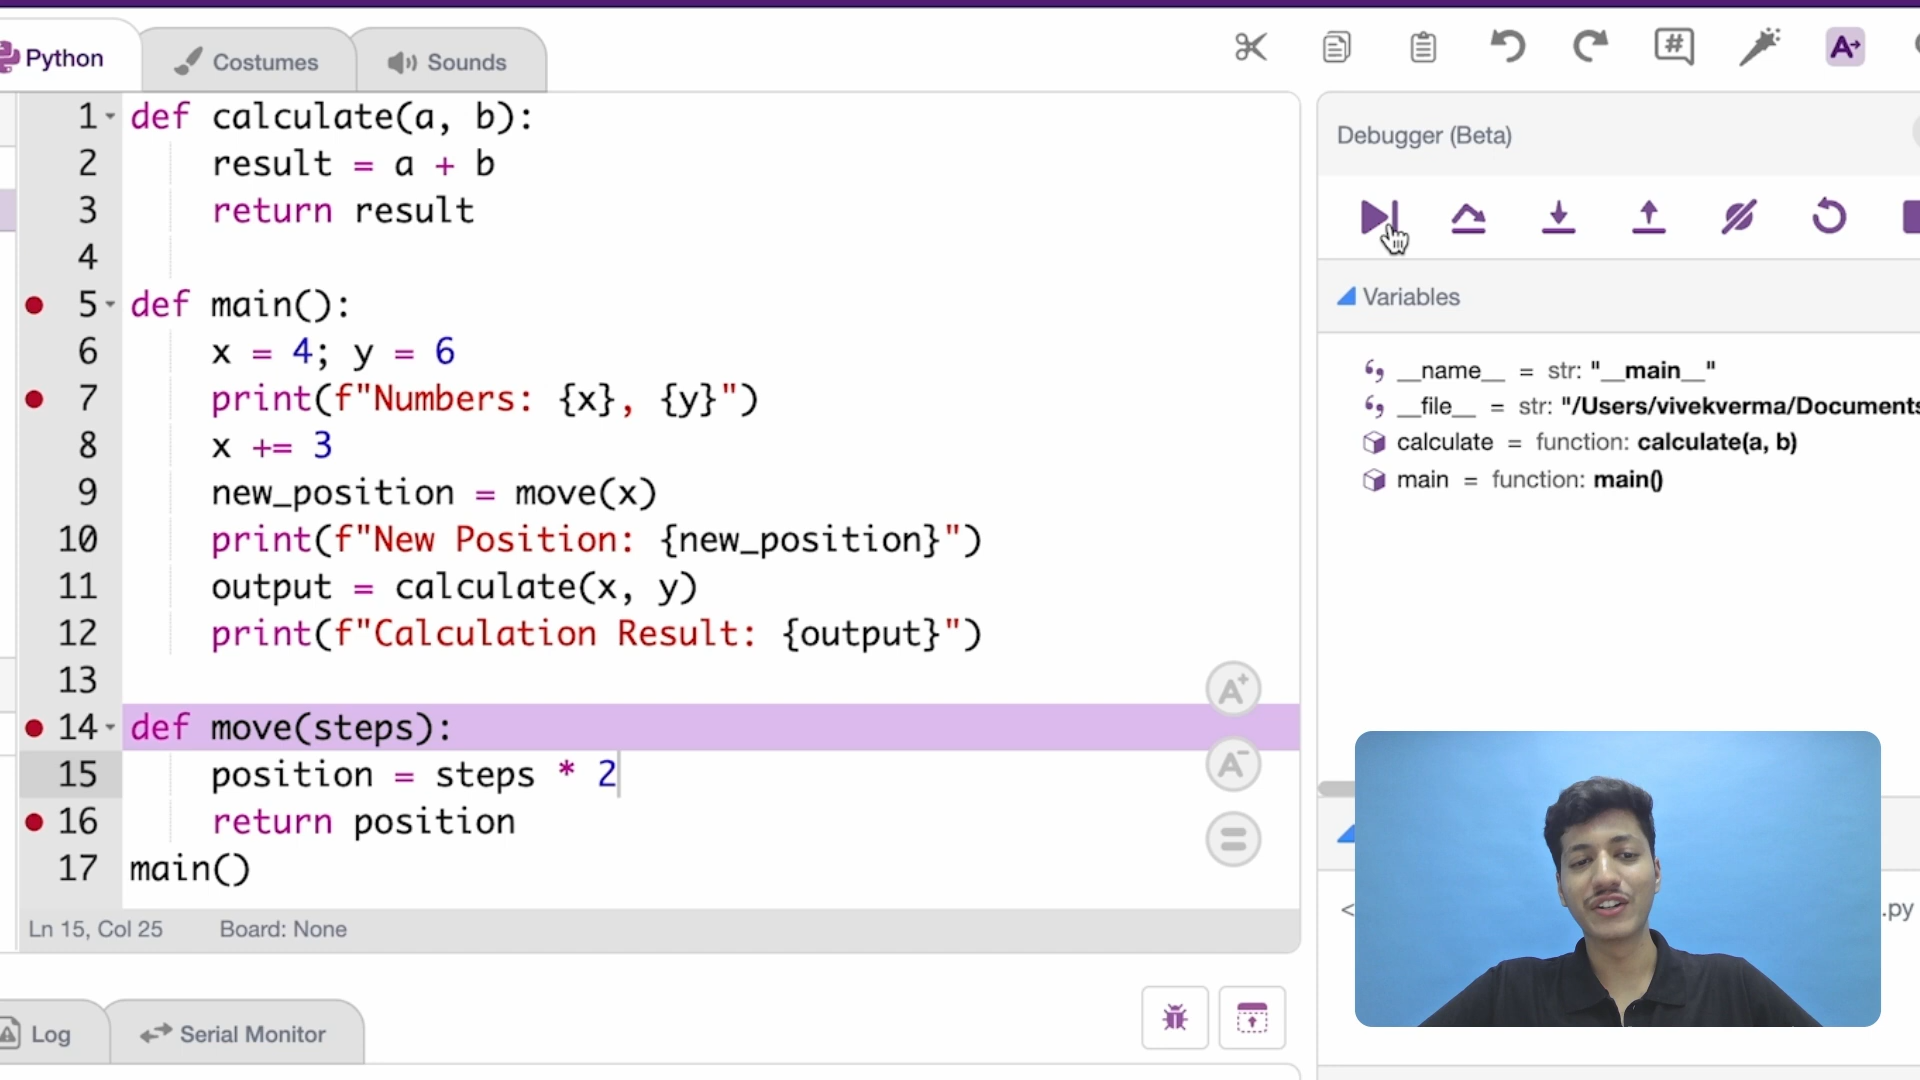 Python
Costumes
Sounds
#
A
1 def calculate(a, b):
2 result = a + b
3 return result
4
5 def main():
6 x = 4; y = 6
7 print(f"Numbers: {x}, {y}")
8 x += 3
9 new_position = move(x)
10 print(f"New Position: {new_position}")
11 output = calculate(x, y)
12 print(f"Calculation Result: {output}")
13
14 def move(steps):
15 position = steps * 2
16 return position
17 main()
A+
A-
=
Ln 15, Col 25 Board: None
Log
Serial Monitor
Debugger (Beta)
Variables
__name__ = str: "__main__"
__file__ = str: "/Users/vivekverma/Documents
calculate = function: calculate(a, b)
main = function: main()
<
.py